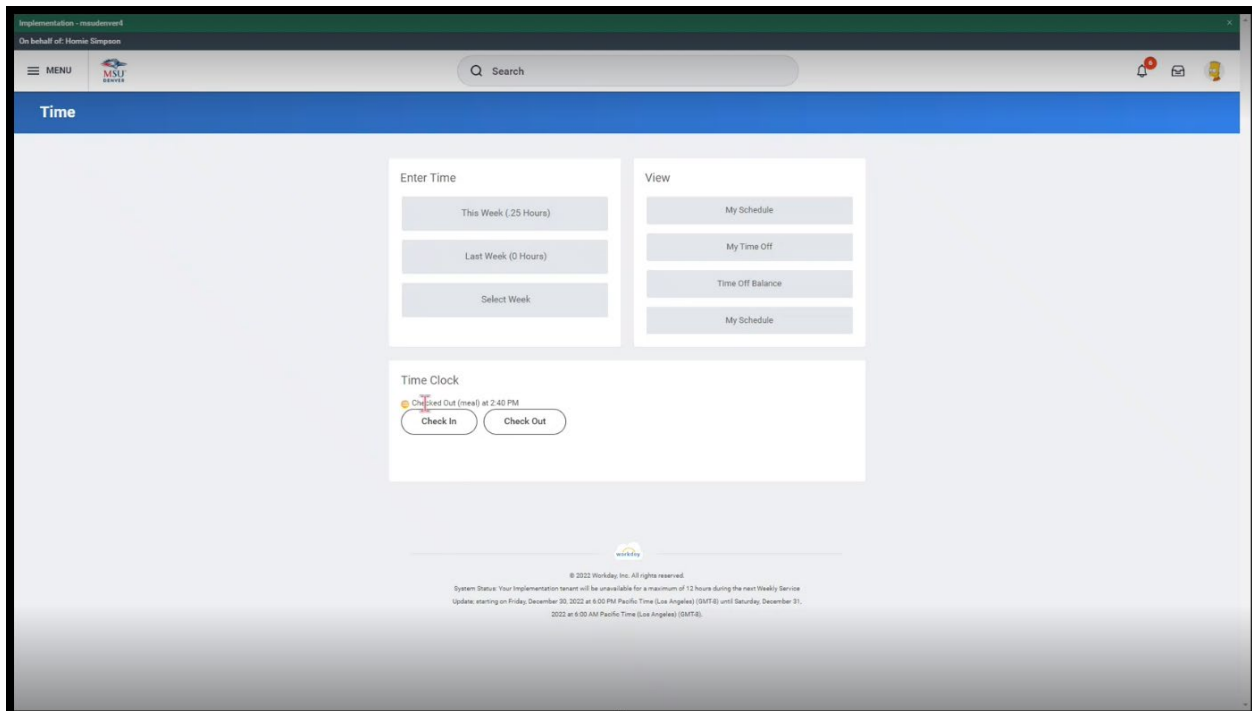 Implementation - msudenver4
On behalf of: Homie Simpson
MENU
MSU
DENVER
Search
Time
Enter Time
This Week (.25 Hours)
Last Week (0 Hours)
Select Week
View
My Schedule
My Time Off
Time Off Balance
My Schedule
Time Clock
Checked Out (meal) at 2:40 PM
Check In
Check Out
workday
© 2022 Workday, Inc. All rights reserved.
System Status: Your Implementation tenant will be unavailable for a maximum of 12 hours during the next Weekly Service
Update; starting on Friday, December 30, 2022 at 6:00 PM Pacific Time (Los Angeles) (GMT-8) until Saturday, December 31,
2022 at 6:00 AM Pacific Time (Los Angeles) (GMT-8).